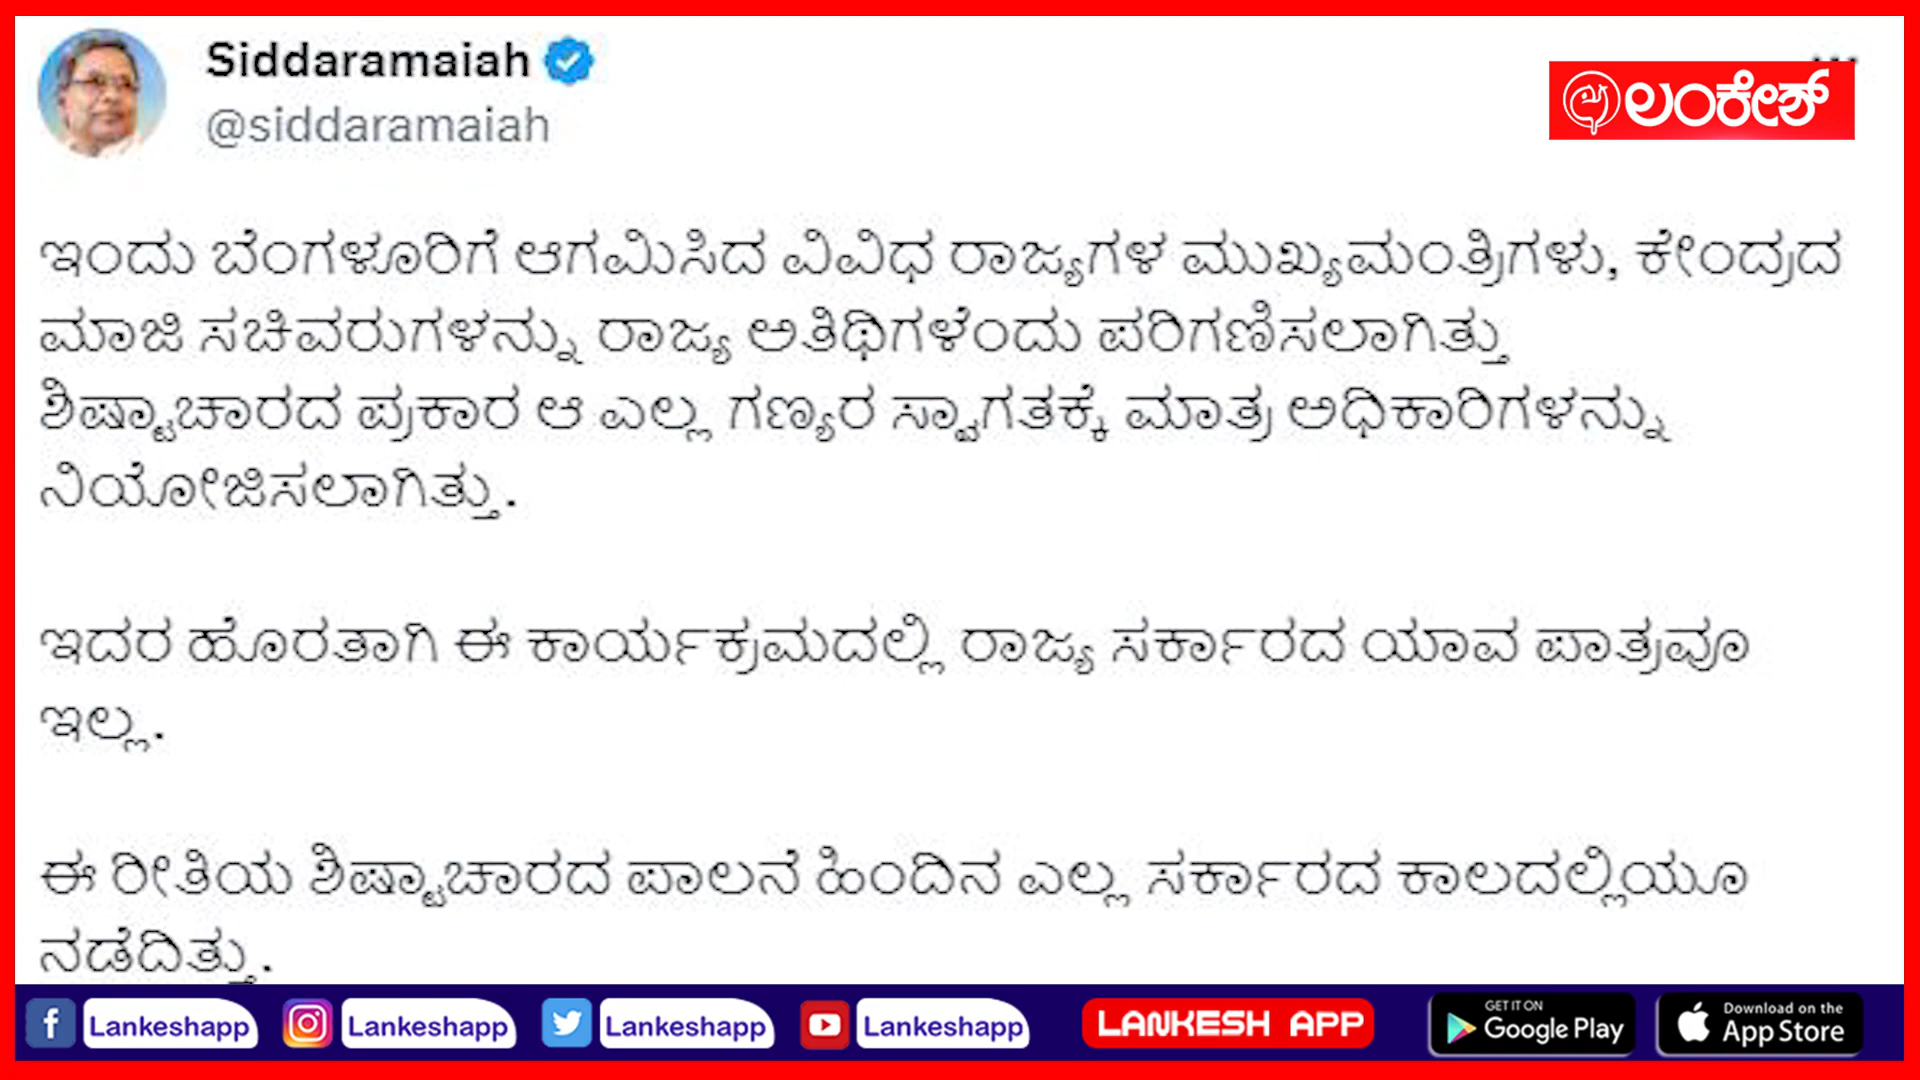 Siddaramaiah
@siddaramaiah
ಲಂಕೇಶ್
ಇಂದು ಬೆಂಗಳೂರಿಗೆ ಆಗಮಿಸಿದ ವಿವಿಧ ರಾಜ್ಯಗಳ ಮುಖ್ಯಮಂತ್ರಿಗಳು, ಕೇಂದ್ರದ
ಮಾಜಿ ಸಚಿವರುಗಳನ್ನು ರಾಜ್ಯ ಅತಿಥಿಗಳೆಂದು ಪರಿಗಣಿಸಲಾಗಿತ್ತು
ಶಿಷ್ಟಾಚಾರದ ಪ್ರಕಾರ ಆ ಎಲ್ಲ ಗಣ್ಯರ ಸ್ವಾಗತಕ್ಕೆ ಮಾತ್ರ ಅಧಿಕಾರಿಗಳನ್ನು
ನಿಯೋಜಿಸಲಾಗಿತ್ತು.
ಇದರ ಹೊರತಾಗಿ ಈ ಕಾರ್ಯಕ್ರಮದಲ್ಲಿ ರಾಜ್ಯ ಸರ್ಕಾರದ ಯಾವ ಪಾತ್ರವೂ
ಇಲ್ಲ.
ಈ ರೀತಿಯ ಶಿಷ್ಟಾಚಾರದ ಪಾಲನೆ ಹಿಂದಿನ ಎಲ್ಲ ಸರ್ಕಾರದ ಕಾಲದಲ್ಲಿಯೂ
ನಡೆದಿತ್ತು.
Lankeshapp Lankeshapp Lankeshapp Lankeshapp LANKESH APP GET IT ON Google Play Download on the App Store